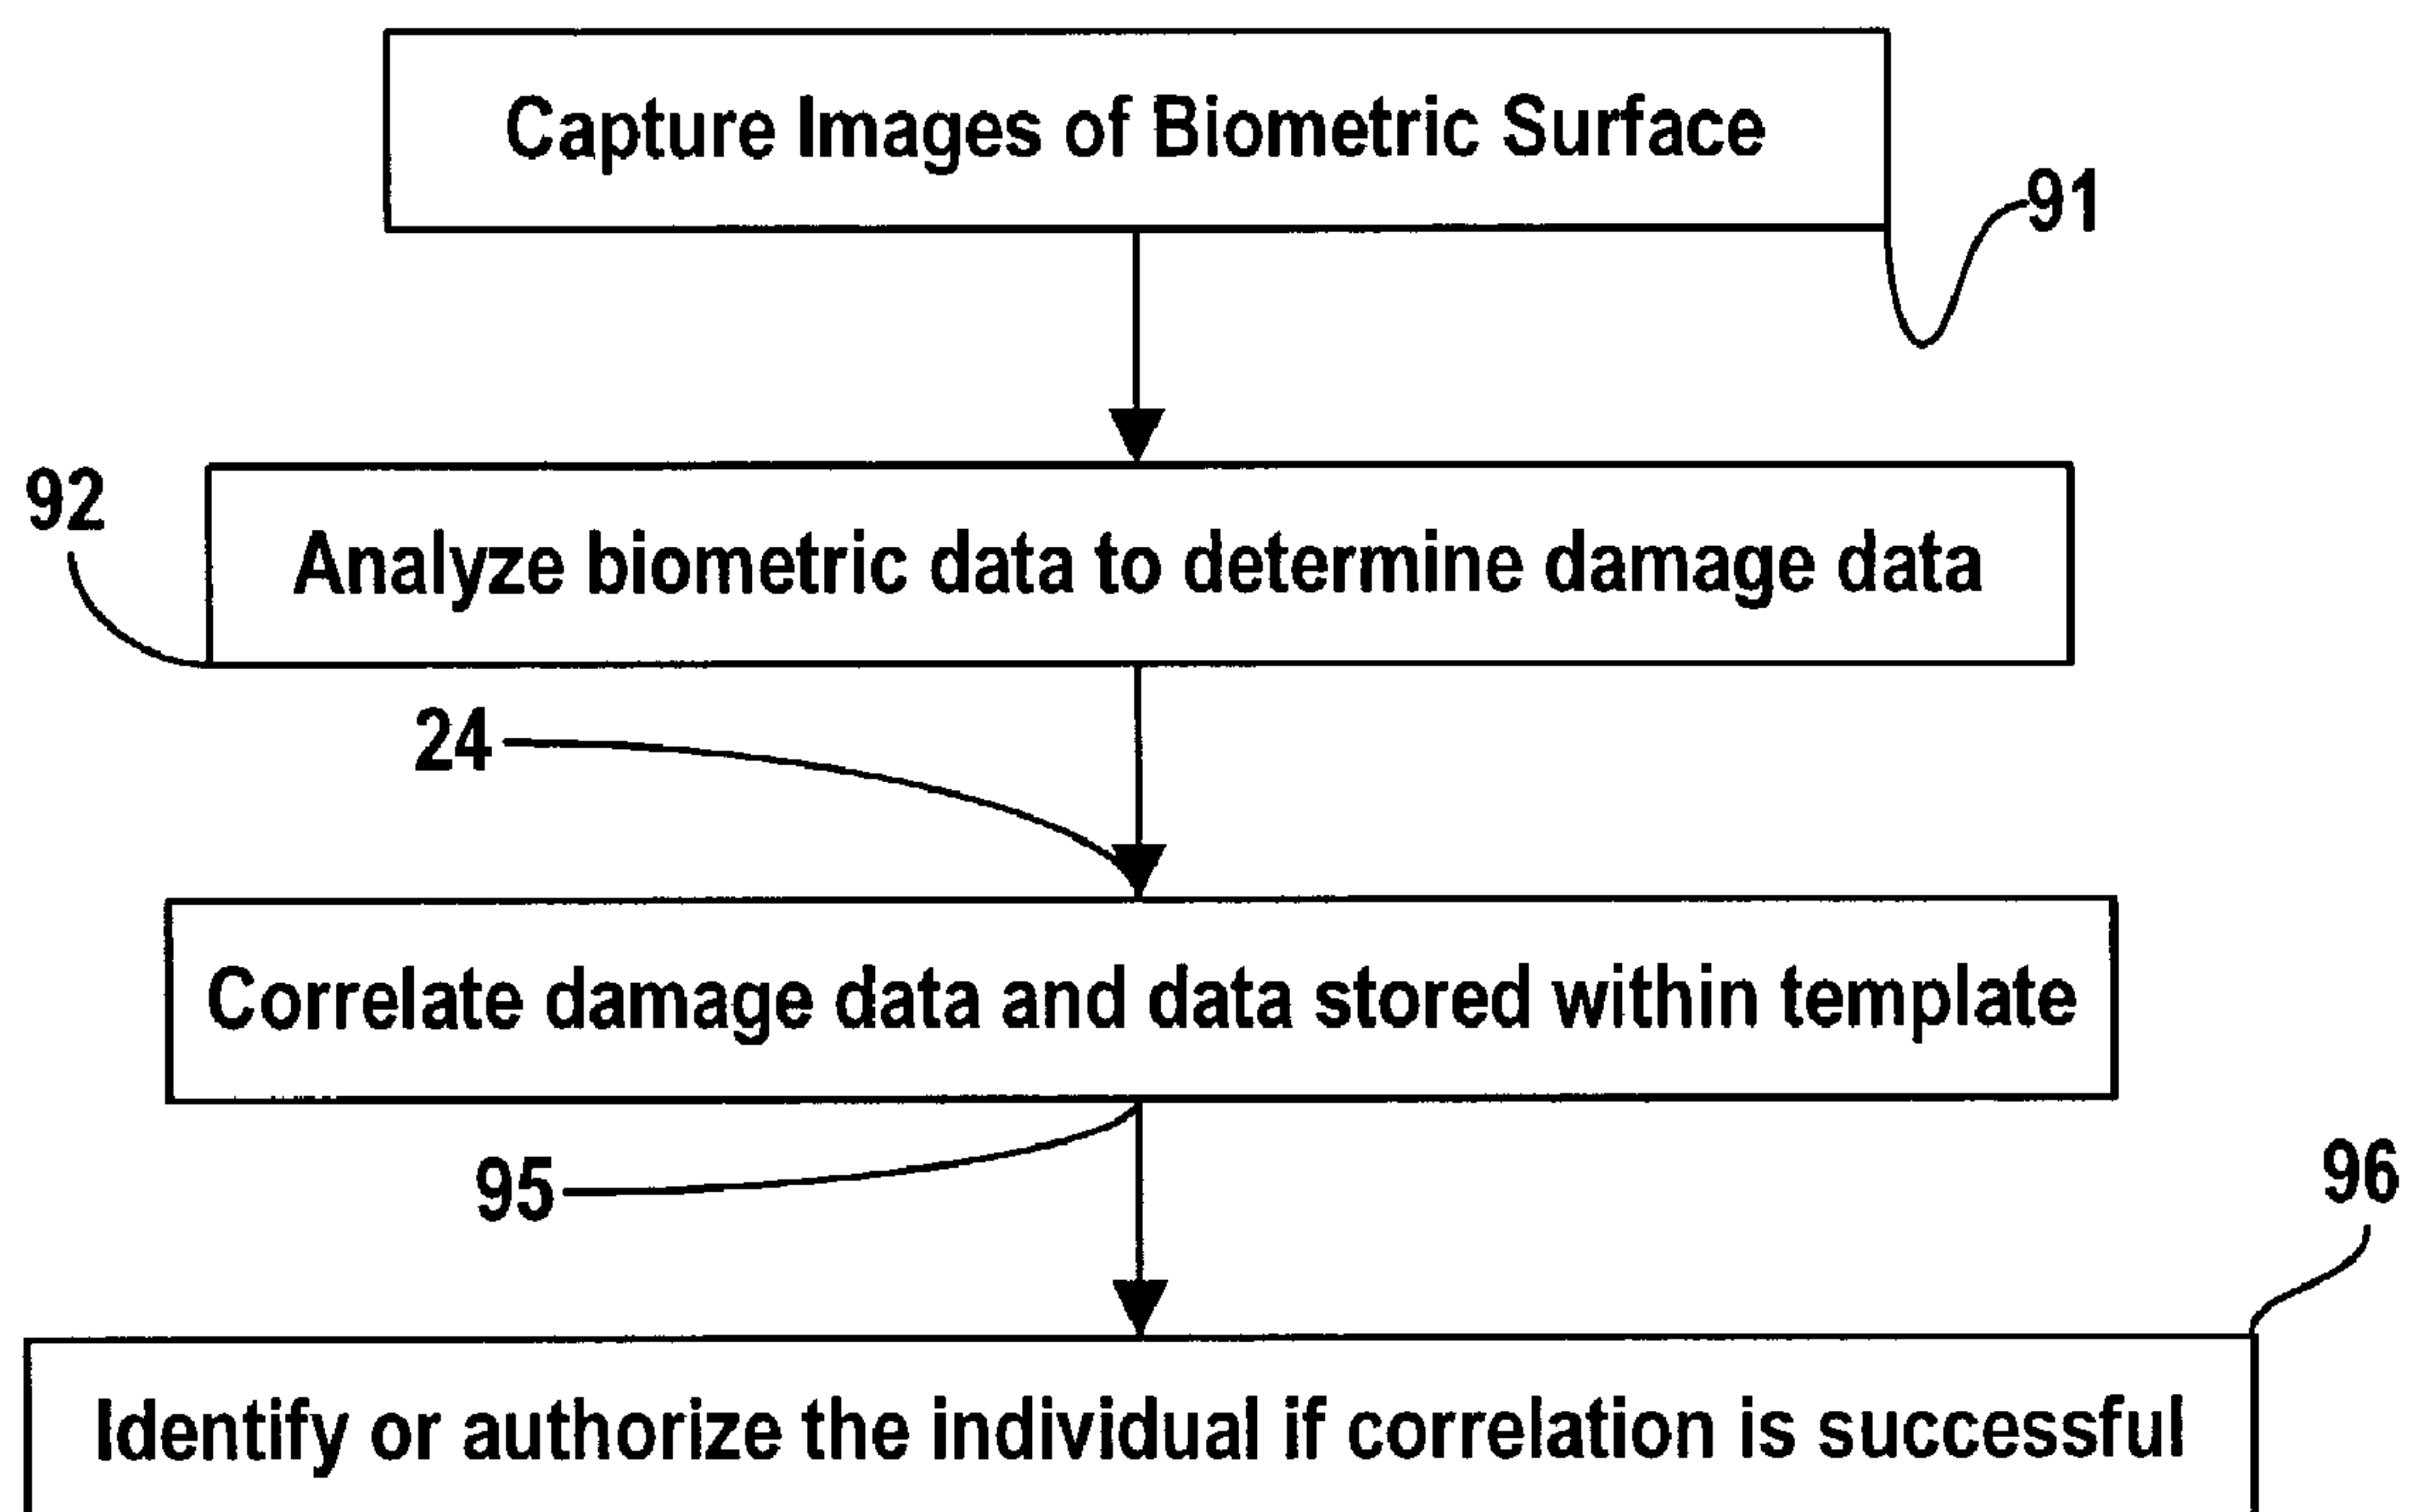 Capture Images of Biometric Surface
91
92
Analyze biometric data to determine damage data
24
Correlate damage data and data stored within template
95
96
Identify or authorize the individual if correlation is successful